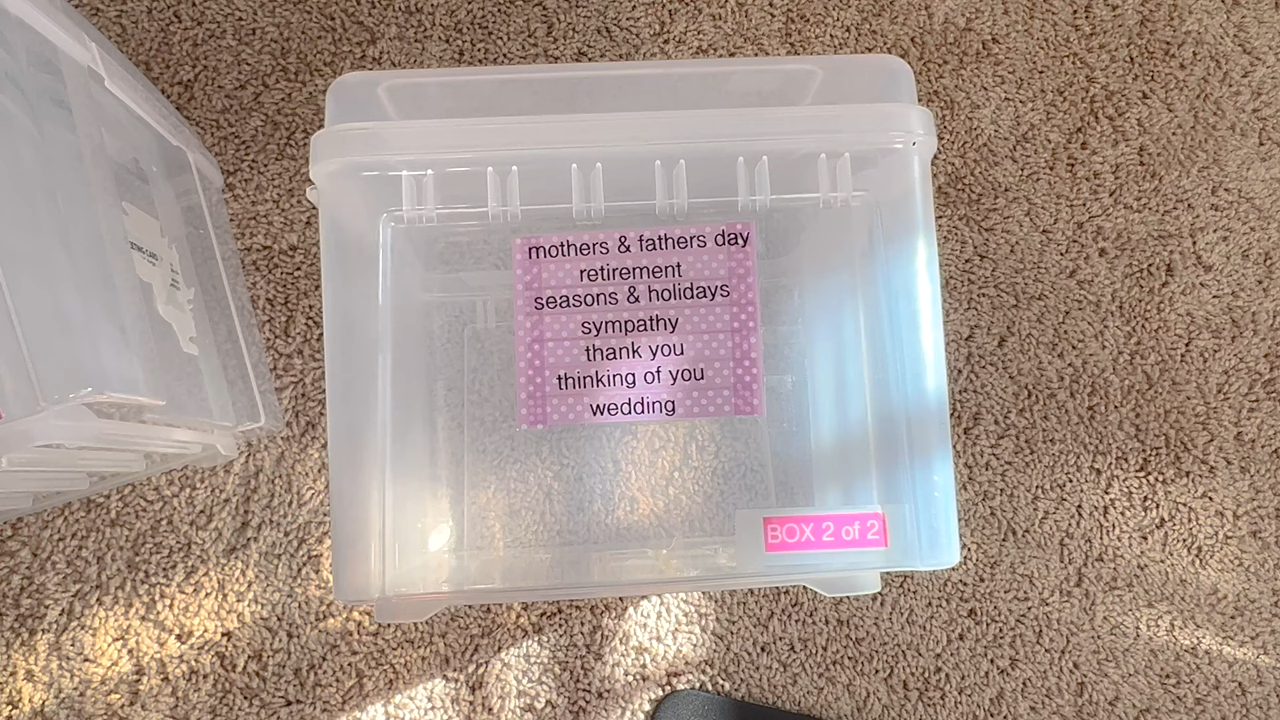 mothers & fathers day
retirement
seasons & holidays
sympathy
thank you
thinking of you
wedding
BOX 2 of 2